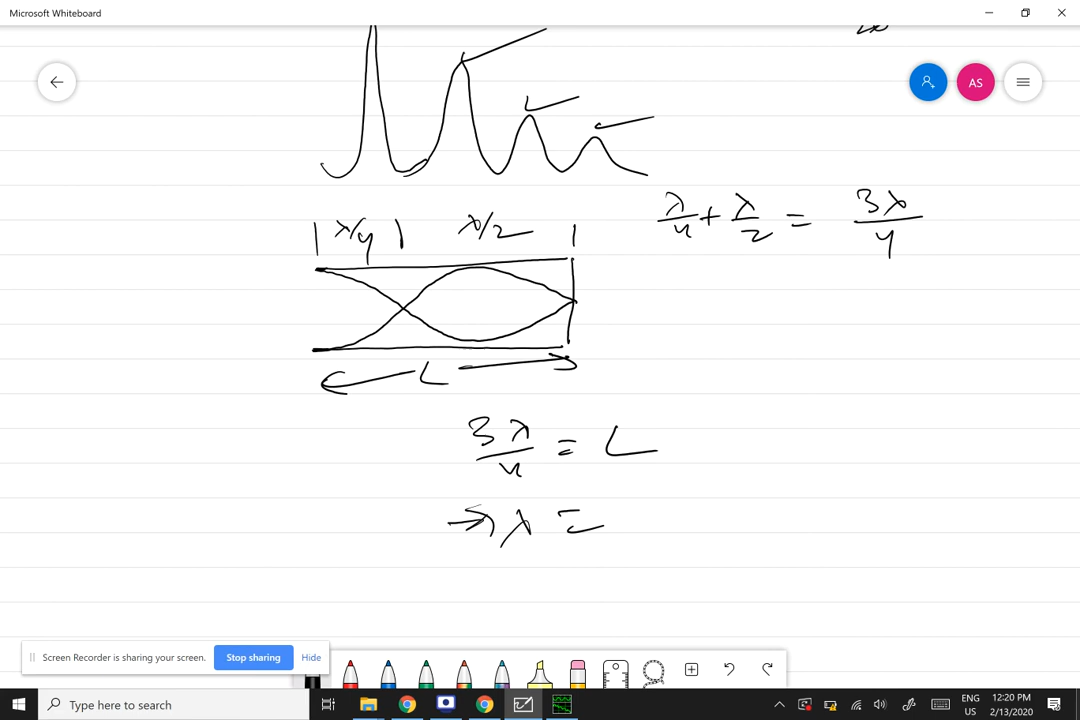 Microsoft Whiteboard
AS
λ/4 λ/2
λ/4 + λ/2 = 3λ/4
L
3λ/4 = L
→ λ =
Screen Recorder is sharing your screen. Stop sharing Hide
Type here to search
ENG
US
12:20 PM
2/13/2020